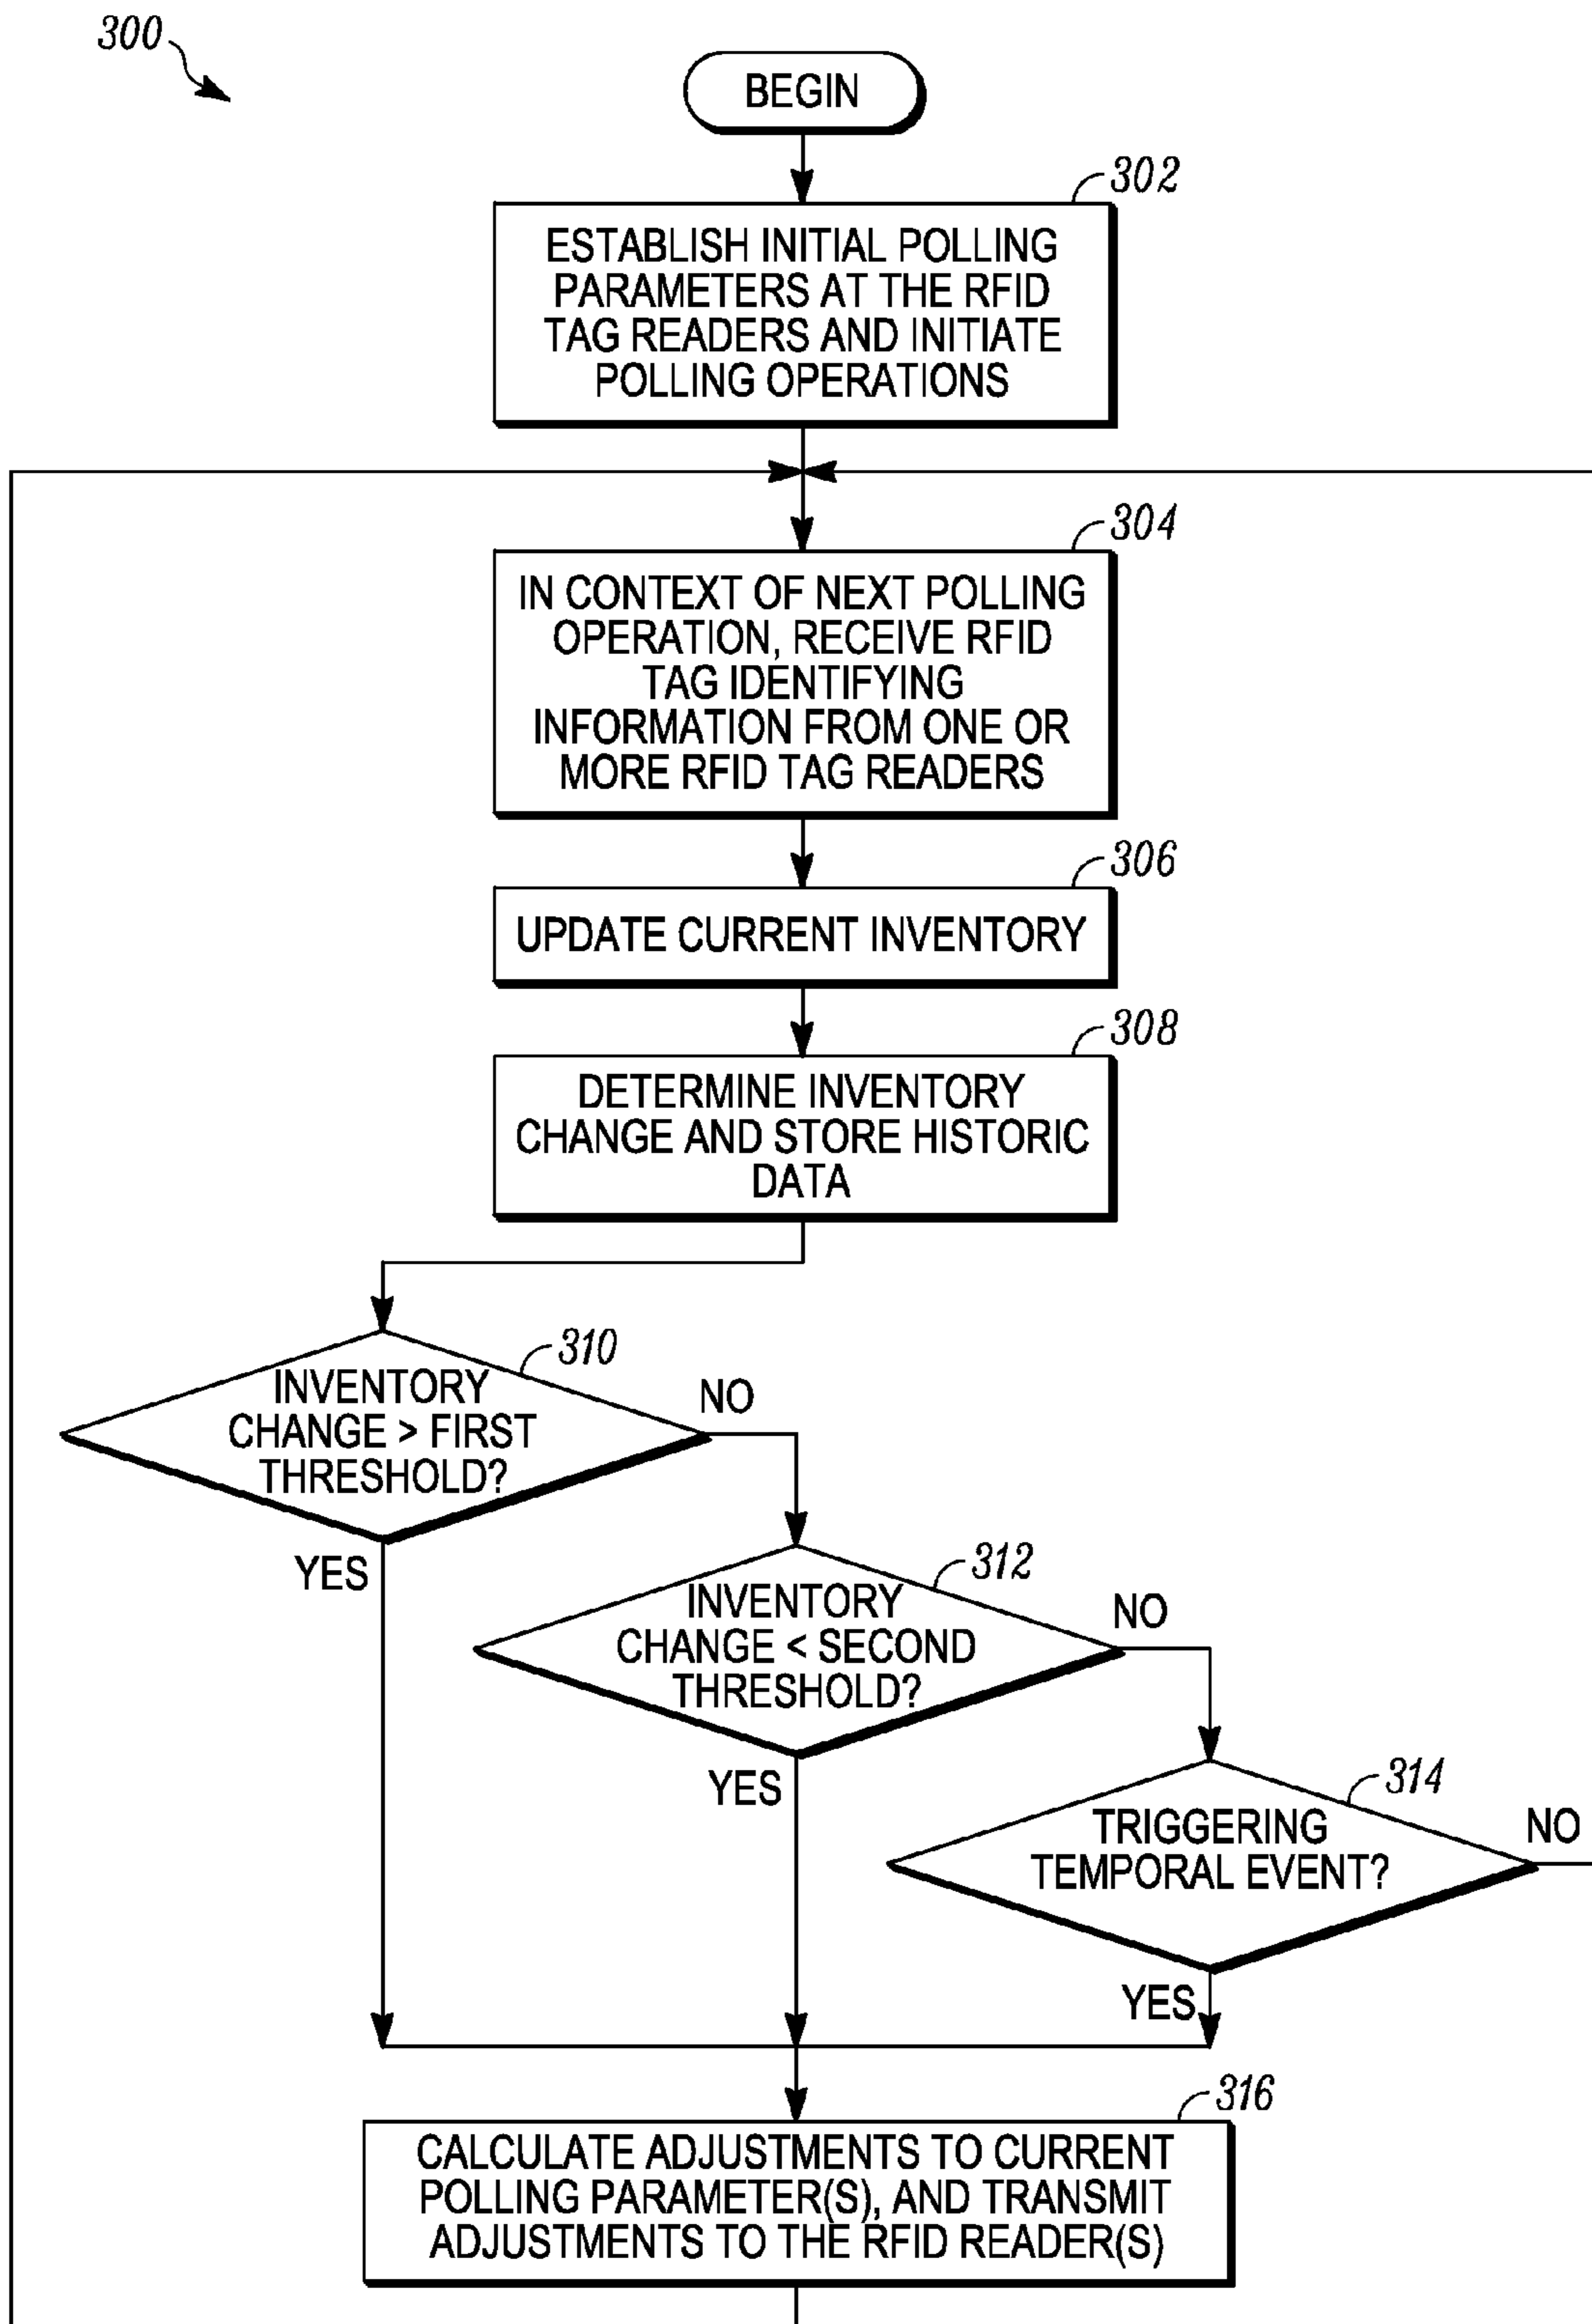 300
BEGIN
302
ESTABLISH INITIAL POLLING
PARAMETERS AT THE RFID
TAG READERS AND INITIATE
POLLING OPERATIONS
304
IN CONTEXT OF NEXT POLLING
OPERATION, RECEIVE RFID
TAG IDENTIFYING
INFORMATION FROM ONE OR
MORE RFID TAG READERS
306
UPDATE CURRENT INVENTORY
308
DETERMINE INVENTORY
CHANGE AND STORE HISTORIC
DATA
310
INVENTORY
CHANGE > FIRST
THRESHOLD?
NO
YES
312
INVENTORY
CHANGE < SECOND
THRESHOLD?
NO
YES
314
TRIGGERING
TEMPORAL EVENT?
NO
YES
316
CALCULATE ADJUSTMENTS TO CURRENT
POLLING PARAMETER(S), AND TRANSMIT
ADJUSTMENTS TO THE RFID READER(S)